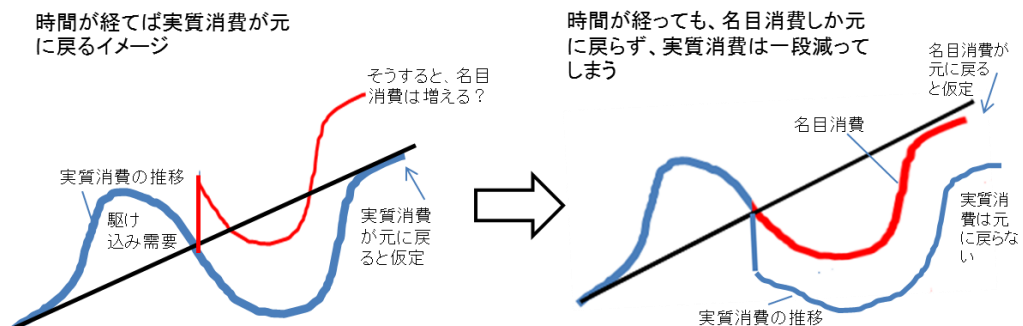 時間が経てば実質消費が元
に戻るイメージ
そうすると、名目
消費は増える？
実質消費の推移
駆け
込み需要
実質消費
が元に戻
ると仮定
時間が経っても、名目消費しか元
に戻らず、実質消費は一段減って
しまう
名目消費が
元に戻る
と仮定
名目消費
実質消
費は元
に戻らな
い
実質消費の推移